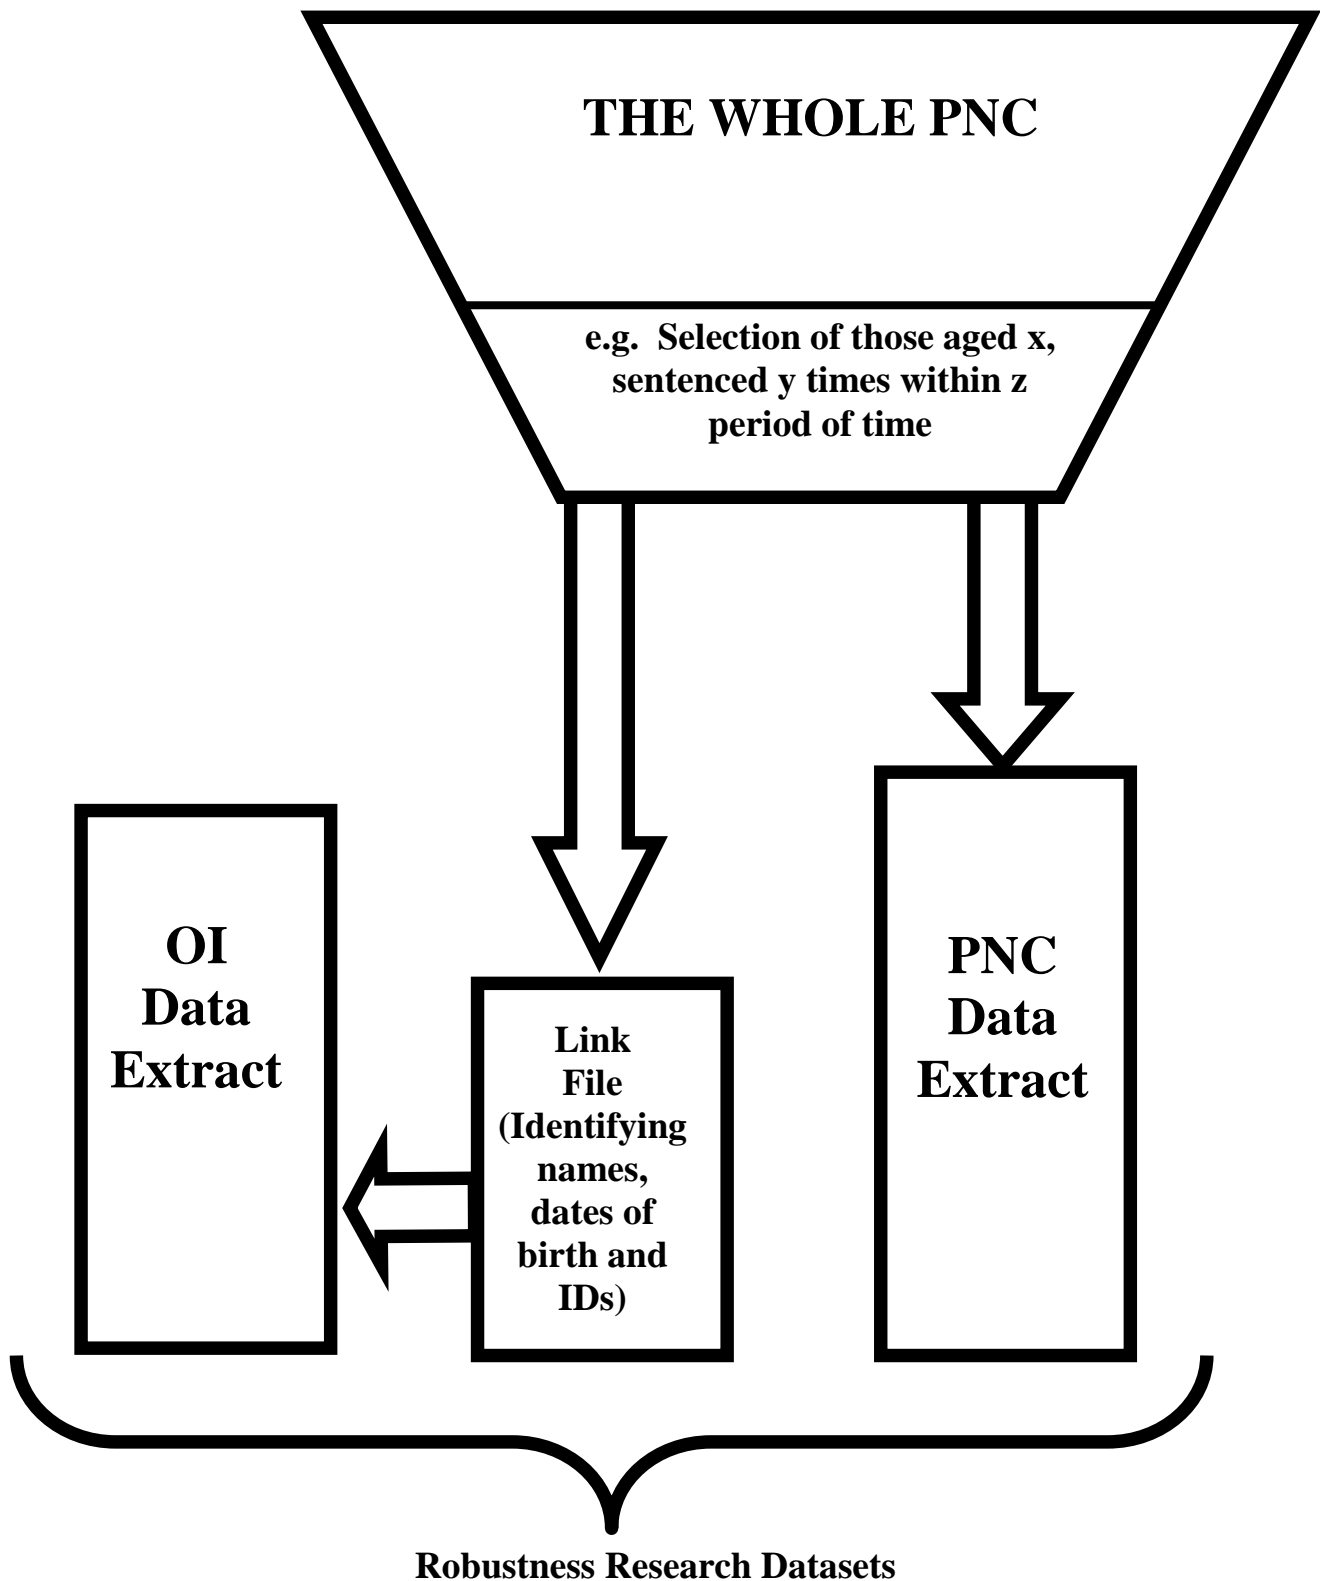 THE WHOLE PNC
e.g. Selection of those aged x,
sentenced y times within z
period of time
OI
Data
Extract
Link
File
(Identifying
names,
dates of
birth and
IDs)
PNC
Data
Extract
Robustness Research Datasets